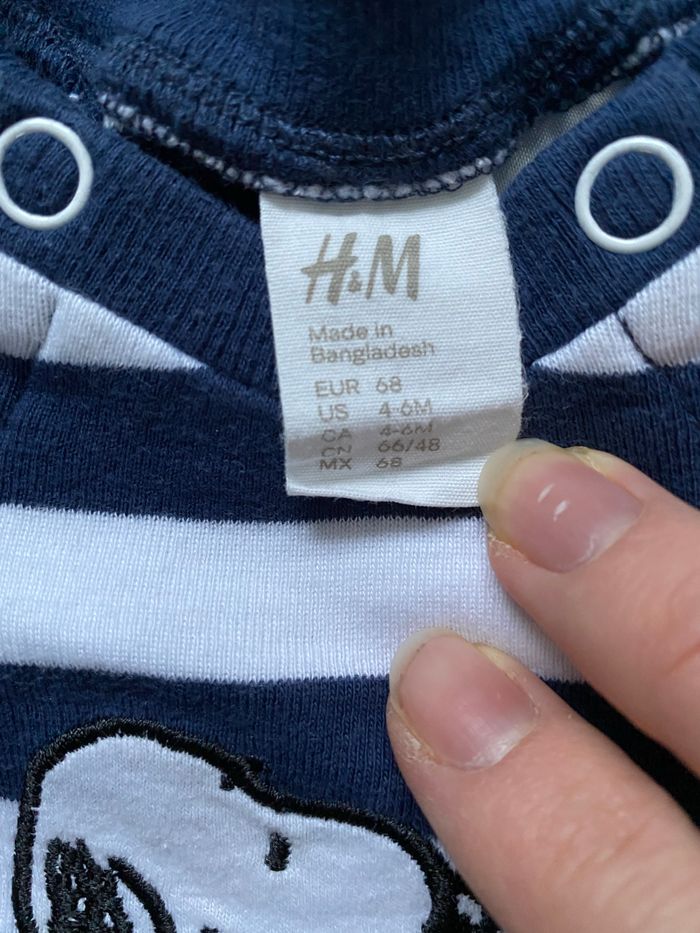 H&M
Made in
Bangladesh
EUR 68
US 4-6M
CA 4-6M
CN 66/48
MX 68